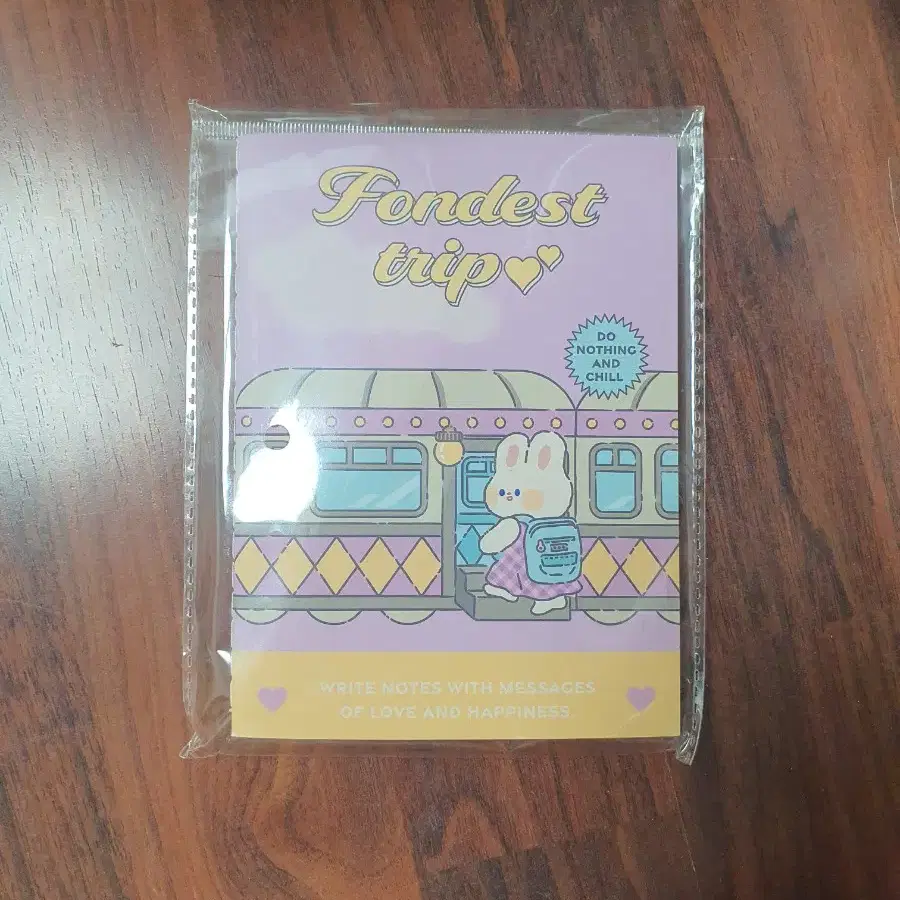 Fondest
trip
DO
NOTHING
AND
CHILL
WRITE NOTES WITH MESSAGES
OF LOVE AND HAPPINESS